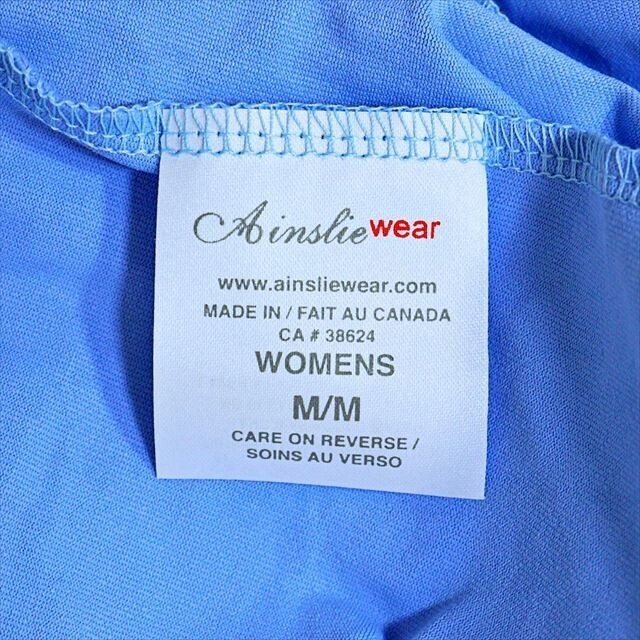 Ainsliewear
www.ainsliewear.com
MADE IN / FAIT AU CANADA
CA # 38624
WOMENS
M/M
CARE ON REVERSE /
SOINS AU VERSO